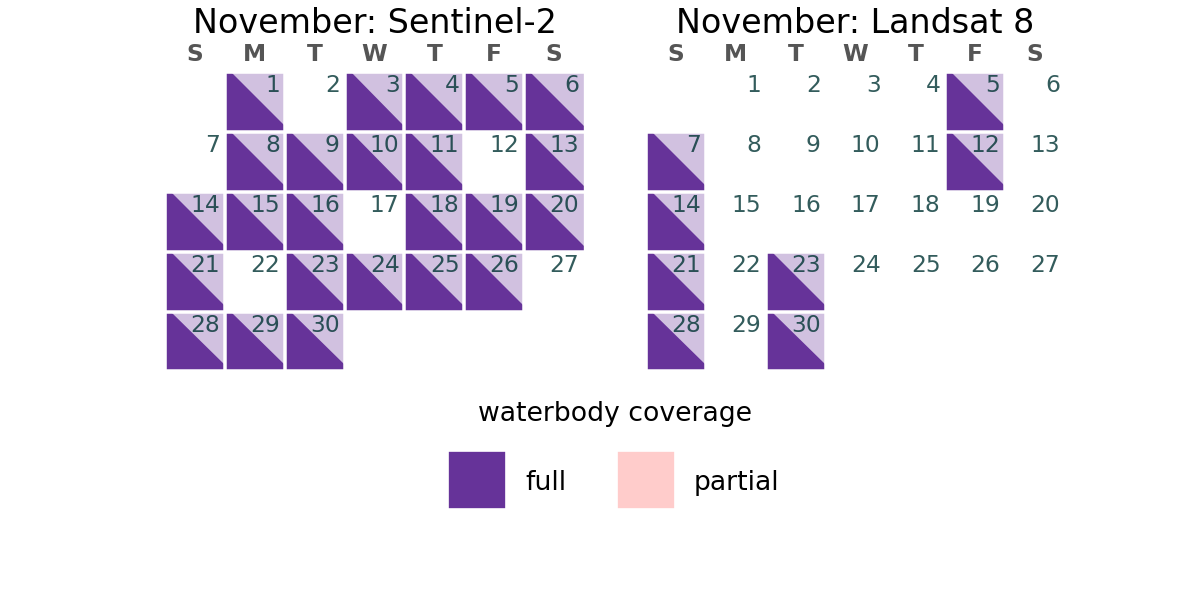 November: Sentinel-2
S M T W T F S
1 2 3 4 5 6
7 8 9 10 11 12 13
14 15 16 17 18 19 20
21 22 23 24 25 26 27
28 29 30
November: Landsat 8
S M T W T F S
1 2 3 4 5 6
7 8 9 10 11 12 13
14 15 16 17 18 19 20
21 22 23 24 25 26 27
28 29 30
waterbody coverage
full partial